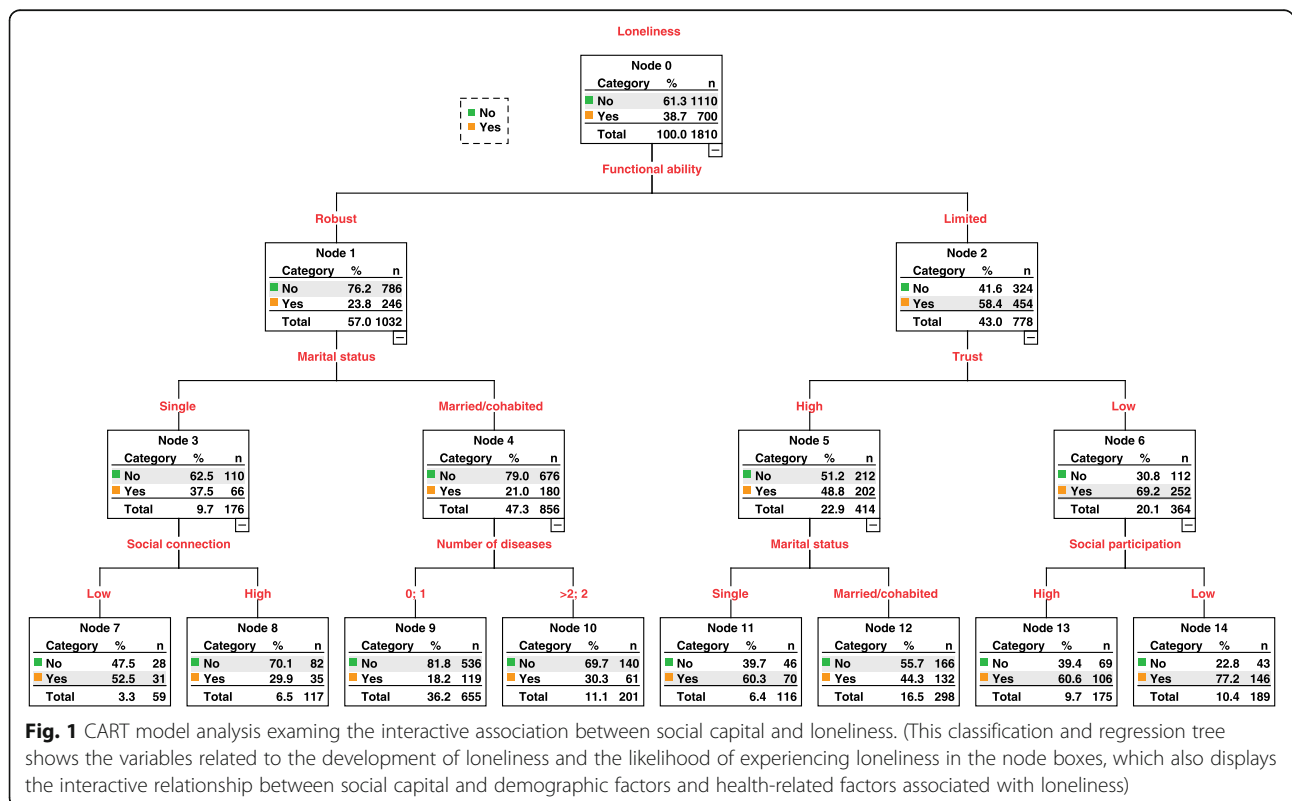 Loneliness
Node 0
Category % n
No 61.3 1110
Yes 38.7 700
Total 100.0 1810
No
Yes
Functional ability
Robust
Limited
Node 1
Category % n
No 76.2 786
Yes 23.8 246
Total 57.0 1032
Node 2
Category % n
No 41.6 324
Yes 58.4 454
Total 43.0 778
Marital status
Trust
Single
Married/cohabited
High
Low
Node 3
Category % n
No 62.5 110
Yes 37.5 66
Total 9.7 176
Node 4
Category % n
No 79.0 676
Yes 21.0 180
Total 47.3 856
Node 5
Category % n
No 51.2 212
Yes 48.8 202
Total 22.9 414
Node 6
Category % n
No 30.8 112
Yes 69.2 252
Total 20.1 364
Social connection
Number of diseases
Marital status
Social participation
Low
High
0; 1
>2; 2
Single
Married/cohabited
High
Low
Node 7
Category % n
No 47.5 28
Yes 52.5 31
Total 3.3 59
Node 8
Category % n
No 70.1 82
Yes 29.9 35
Total 6.5 117
Node 9
Category % n
No 81.8 536
Yes 18.2 119
Total 36.2 655
Node 10
Category % n
No 69.7 140
Yes 30.3 61
Total 11.1 201
Node 11
Category % n
No 39.7 46
Yes 60.3 70
Total 6.4 116
Node 12
Category % n
No 55.7 166
Yes 44.3 132
Total 16.5 298
Node 13
Category % n
No 39.4 69
Yes 60.6 106
Total 9.7 175
Node 14
Category % n
No 22.8 43
Yes 77.2 146
Total 10.4 189
Fig. 1 CART model analysis examing the interactive association between social capital and loneliness. (This classification and regression tree
shows the variables related to the development of loneliness and the likelihood of experiencing loneliness in the node boxes, which also displays
the interactive relationship between social capital and demographic factors and health-related factors associated with loneliness)